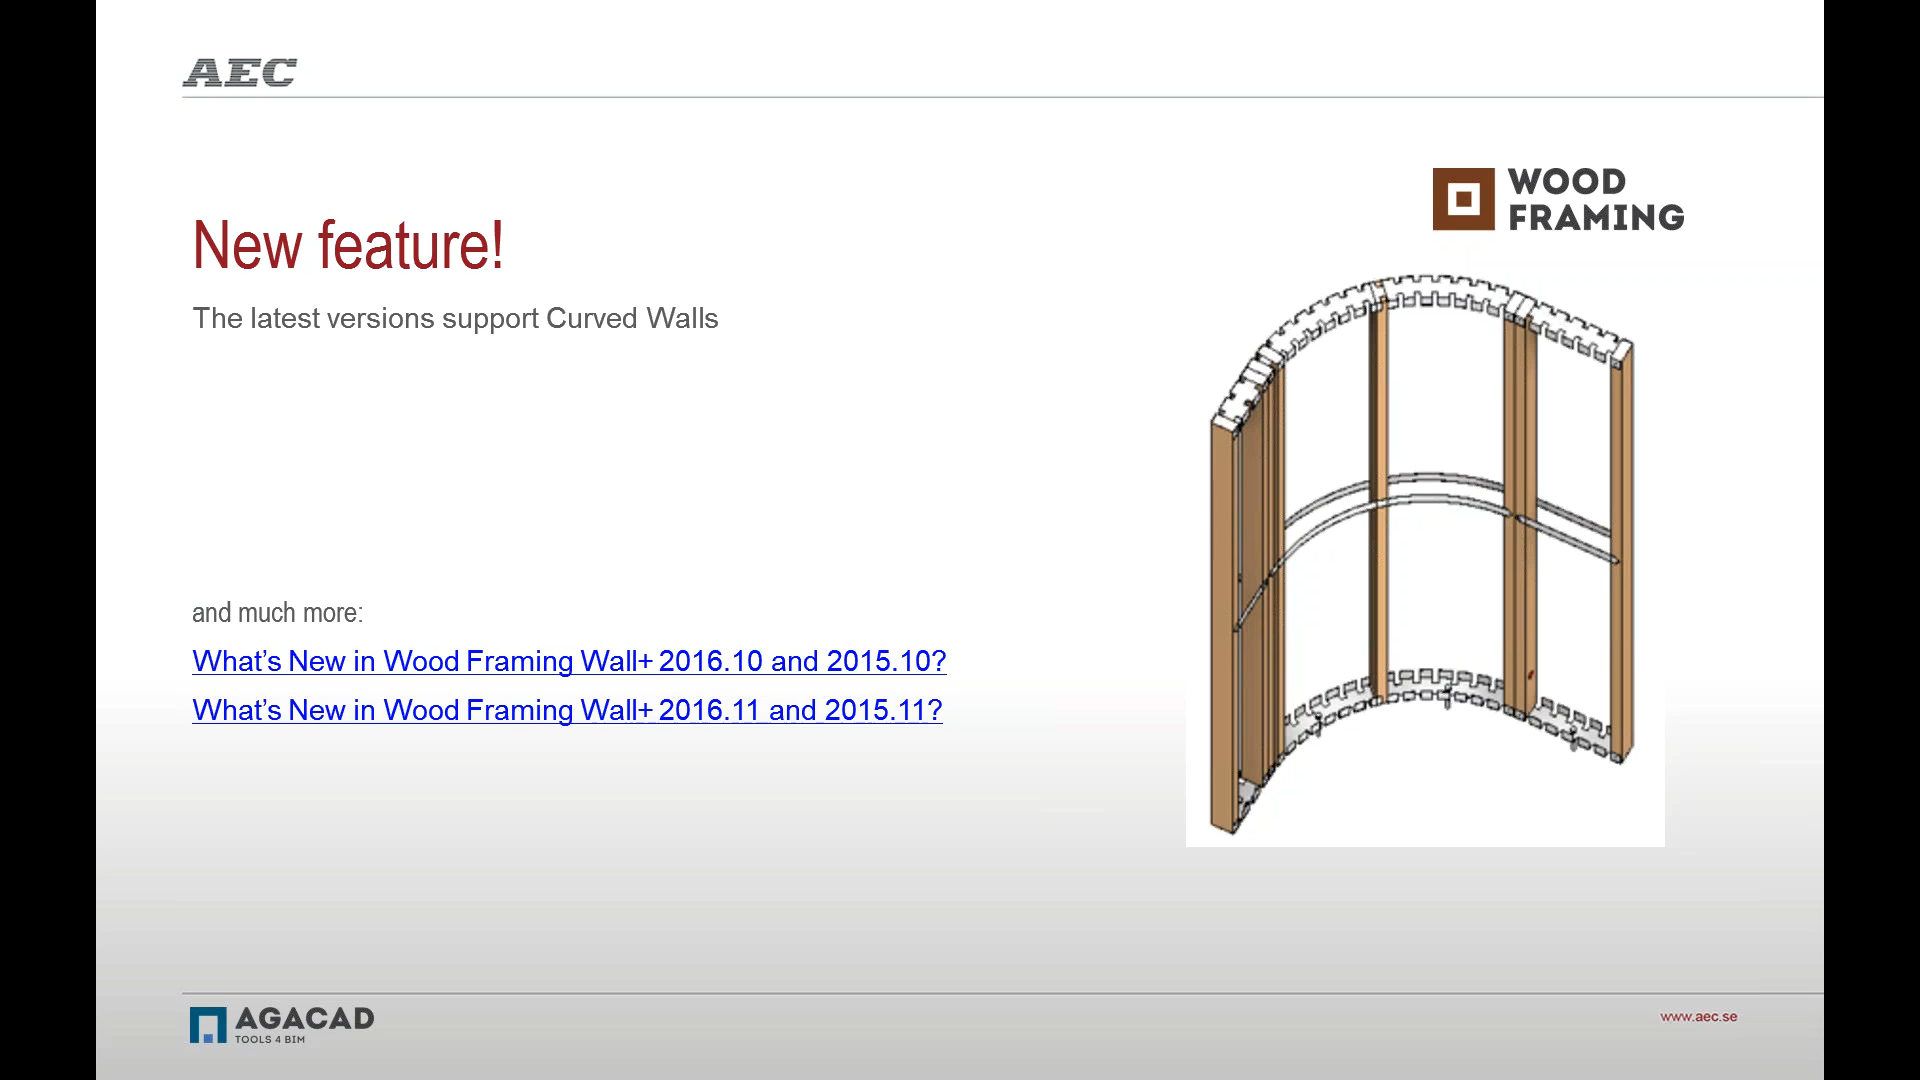 AEC
WOOD
FRAMING
New feature!
The latest versions support Curved Walls
and much more:
What’s New in Wood Framing Wall+ 2016.10 and 2015.10?
What’s New in Wood Framing Wall+ 2016.11 and 2015.11?
AGACAD
TOOLS 4 BIM
www.aec.se